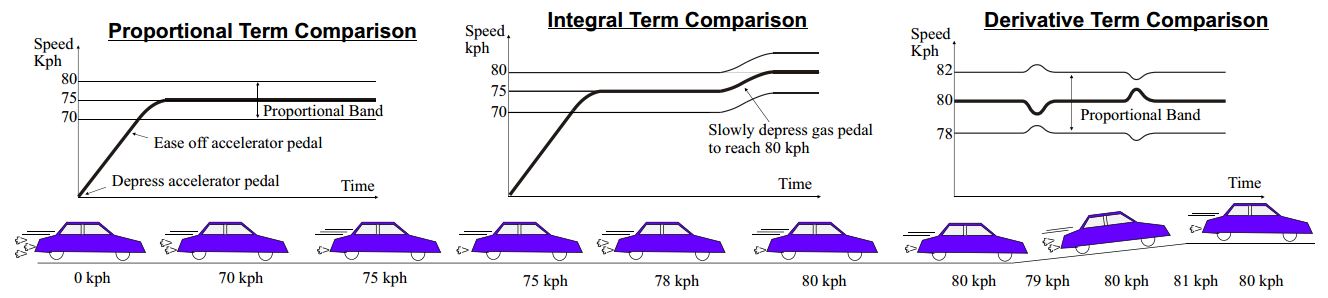 Proportional Term Comparison
Speed
Kph
80
75
70
Proportional Band
Ease off accelerator pedal
Depress accelerator pedal
Time
0 kph
70 kph
75 kph
Integral Term Comparison
Speed
kph
80
75
70
Slowly depress gas pedal
to reach 80 kph
Time
75 kph
78 kph
80 kph
Derivative Term Comparison
Speed
Kph
82
80
78
Proportional Band
Time
80 kph
79 kph
80 kph
81 kph
80 kph